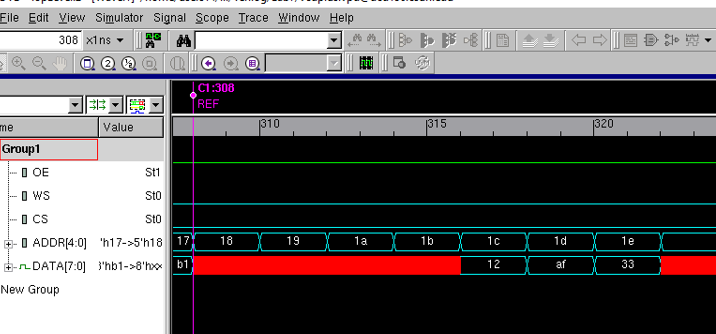 File Edit View Simulator Signal Scope Trace Window Help
308 x1ns
C1:308
REF
me Value
310 315 320
Group1
OE St1
WS St0
CS St0
ADDR[4:0] 'h17->5'h18 17 18 19 1a 1b 1c 1d 1e
DATA[7:0] 8'hb1->8'hxx b1 12 af 33
New Group